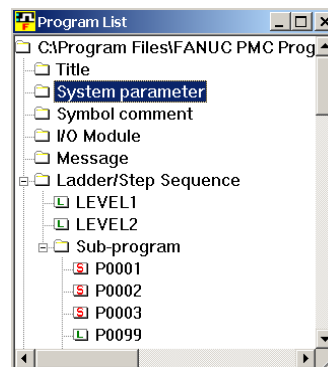 Program List
C:\Program Files\FANUC PMC Prog
Title
System parameter
Symbol comment
I/O Module
Message
Ladder/Step Sequence
L LEVEL1
L LEVEL2
Sub-program
S P0001
S P0002
S P0003
L P0099